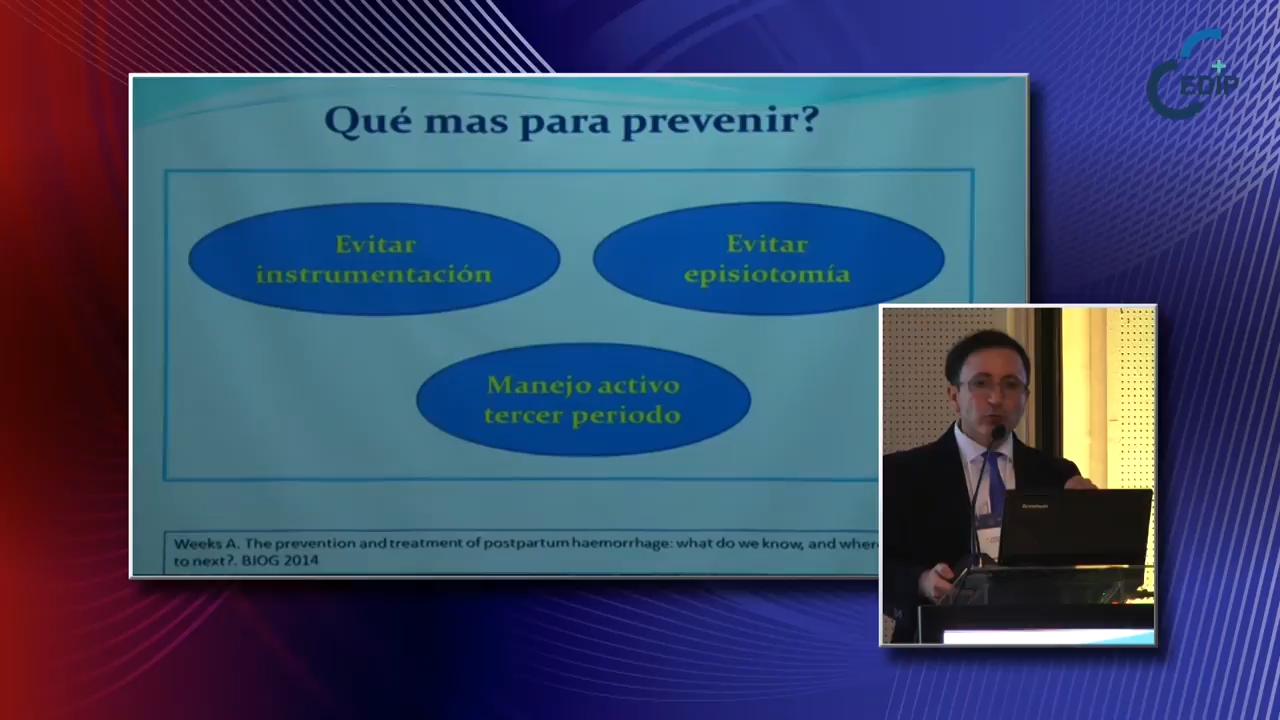 Qué mas para prevenir?
Evitar
instrumentación
Evitar
episiotomía
Manejo activo
tercer periodo
Weeks A. The prevention and treatment of postpartum haemorrhage: what do we know, and where
to next?. BJOG 2014
EDIP
lenovo